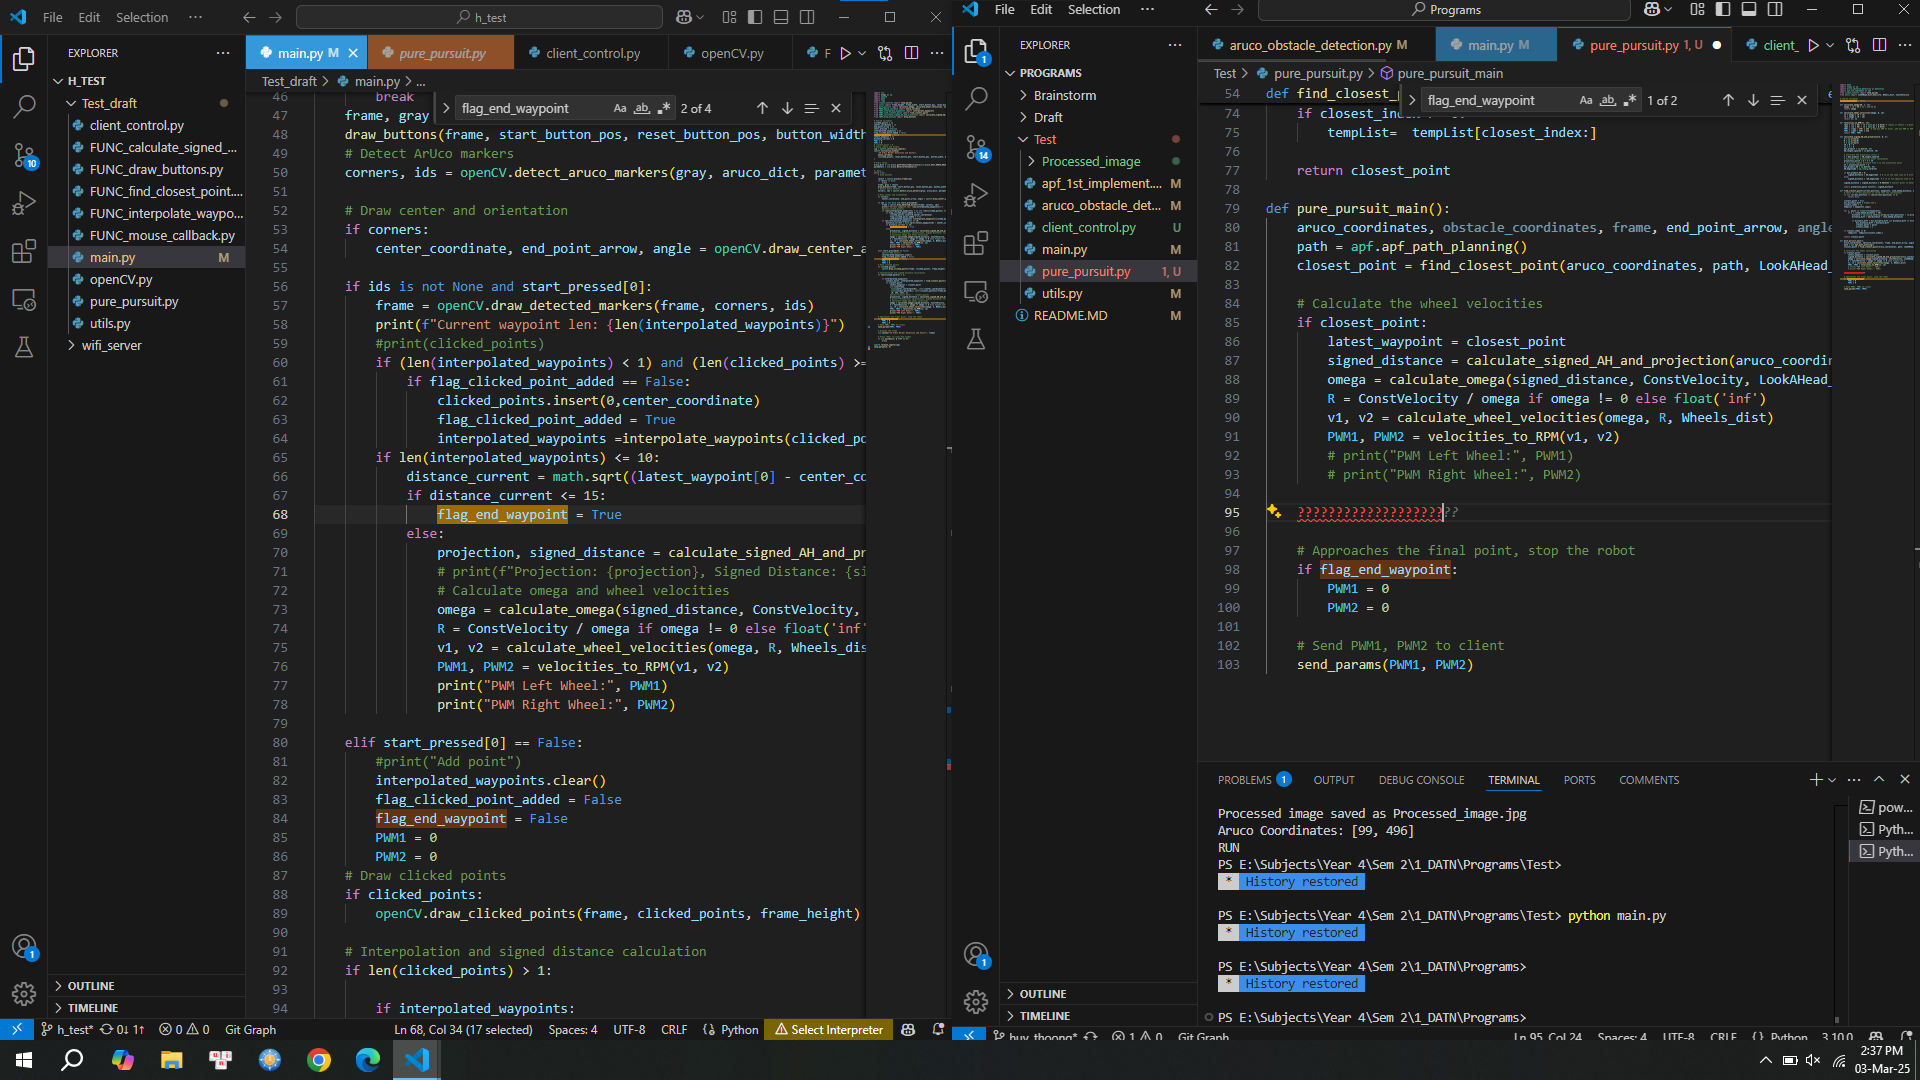 File Edit Selection ··· h_test
EXPLORER
H_TEST
Test_draft
client_control.py
FUNC_calculate_signed_...
FUNC_draw_buttons.py
FUNC_find_closest_point....
FUNC_interpolate_waypo...
FUNC_mouse_callback.py
main.py M
openCV.py
pure_pursuit.py
utils.py
wifi_server
OUTLINE
TIMELINE
10
1
main.py M pure_pursuit.py client_control.py openCV.py F
Test_draft > main.py > ...
flag_end_waypoint Aa ab 2 of 4
46 break
47 frame, gray
48 draw_buttons(frame, start_button_pos, reset_button_pos, button_width
49 # Detect ArUco markers
50 corners, ids = openCV.detect_aruco_markers(gray, aruco_dict, paramet
51
52 # Draw center and orientation
53 if corners:
54 center_coordinate, end_point_arrow, angle = openCV.draw_center_a
55
56 if ids is not None and start_pressed[0]:
57 frame = openCV.draw_detected_markers(frame, corners, ids)
58 print(f"Current waypoint len: {len(interpolated_waypoints)}")
59 #print(clicked_points)
60 if (len(interpolated_waypoints) < 1) and (len(clicked_points) >=
61 if flag_clicked_point_added == False:
62 clicked_points.insert(0,center_coordinate)
63 flag_clicked_point_added = True
64 interpolated_waypoints =interpolate_waypoints(clicked_po
65 if len(interpolated_waypoints) <= 10:
66 distance_current = math.sqrt((latest_waypoint[0] - center_co
67 if distance_current <= 15:
68 flag_end_waypoint = True
69 else:
70 projection, signed_distance = calculate_signed_AH_and_pr
71 # print(f"Projection: {projection}, Signed Distance: {si
72 # Calculate omega and wheel velocities
73 omega = calculate_omega(signed_distance, ConstVelocity,
74 R = ConstVelocity / omega if omega != 0 else float('inf'
75 v1, v2 = calculate_wheel_velocities(omega, R, Wheels_dis
76 PWM1, PWM2 = velocities_to_RPM(v1, v2)
77 print("PWM Left Wheel:", PWM1)
78 print("PWM Right Wheel:", PWM2)
79
80 elif start_pressed[0] == False:
81 #print("Add point")
82 interpolated_waypoints.clear()
83 flag_clicked_point_added = False
84 flag_end_waypoint = False
85 PWM1 = 0
86 PWM2 = 0
87 # Draw clicked points
88 if clicked_points:
89 openCV.draw_clicked_points(frame, clicked_points, frame_height)
90
91 # Interpolation and signed distance calculation
92 if len(clicked_points) > 1:
93
94 if interpolated_waypoints:
h_test* 0↓ 1↑ 0 0 Git Graph Ln 68, Col 34 (17 selected) Spaces: 4 UTF-8 CRLF Python Select Interpreter
File Edit Selection ··· Programs
EXPLORER
PROGRAMS
Brainstorm
Draft
Test
Processed_image
apf_1st_implement.... M
aruco_obstacle_det... M
client_control.py U
main.py M
pure_pursuit.py 1, U
utils.py M
README.MD M
OUTLINE
TIMELINE
1
14
1
aruco_obstacle_detection.py M main.py M pure_pursuit.py 1, U client_
Test > pure_pursuit.py > pure_pursuit_main
flag_end_waypoint Aa ab 1 of 2
54 def find_closest_
74 if closest_index
75 tempList= tempList[closest_index:]
76
77 return closest_point
78
79 def pure_pursuit_main():
80 aruco_coordinates, obstacle_coordinates, frame, end_point_arrow, angle
81 path = apf.apf_path_planning()
82 closest_point = find_closest_point(aruco_coordinates, path, LookAHead_
83
84 # Calculate the wheel velocities
85 if closest_point:
86 latest_waypoint = closest_point
87 signed_distance = calculate_signed_AH_and_projection(aruco_coordin
88 omega = calculate_omega(signed_distance, ConstVelocity, LookAHead_
89 R = ConstVelocity / omega if omega != 0 else float('inf')
90 v1, v2 = calculate_wheel_velocities(omega, R, Wheels_dist)
91 PWM1, PWM2 = velocities_to_RPM(v1, v2)
92 # print("PWM Left Wheel:", PWM1)
93 # print("PWM Right Wheel:", PWM2)
94
95 ?????????????????????
96
97 # Approaches the final point, stop the robot
98 if flag_end_waypoint:
99 PWM1 = 0
100 PWM2 = 0
101
102 # Send PWM1, PWM2 to client
103 send_params(PWM1, PWM2)
PROBLEMS 1 OUTPUT DEBUG CONSOLE TERMINAL PORTS COMMENTS
Processed image saved as Processed_image.jpg
Aruco Coordinates: [99, 496]
RUN
PS E:\Subjects\Year 4\Sem 2\1_DATN\Programs\Test>
* History restored
PS E:\Subjects\Year 4\Sem 2\1_DATN\Programs\Test> python main.py
* History restored
PS E:\Subjects\Year 4\Sem 2\1_DATN\Programs>
* History restored
PS E:\Subjects\Year 4\Sem 2\1_DATN\Programs>
pow...
Pyth...
Pyth...
1 0 Git Graph Ln 95, Col 24 Spaces: 4 UTF-8 CRLF Python 3.10.0
2:37 PM
03-Mar-25